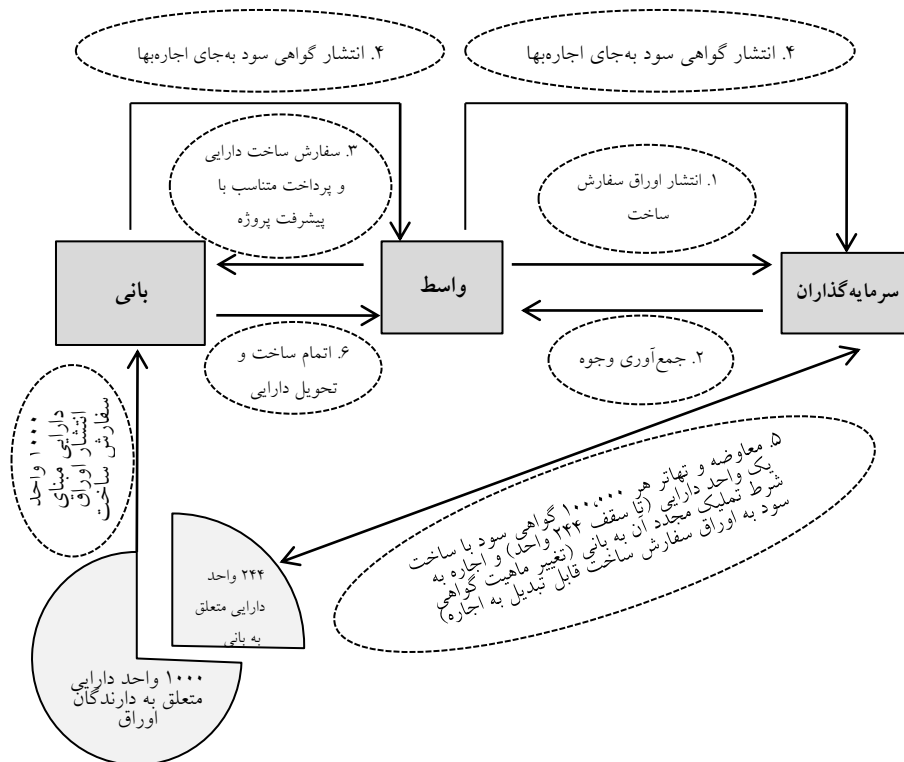 ۴. انتشار گواهی سود به‌جای اجاره‌بها
۴. انتشار گواهی سود به‌جای اجاره‌بها
۳. سفارش ساخت دارایی
و پرداخت متناسب با
پیشرفت پروژه
۱. انتشار اوراق سفارش
ساخت
سرمایه‌گذاران
واسط
بانی
۲. جمع‌آوری وجوه
۶. اتمام ساخت و
تحویل دارایی
۱۰۰۰ واحد
دارایی مبنای
انتشار اوراق
سفارش ساخت
۵. معاوضه و تهاتر هر ۱۰۰,۰۰۰ گواهی سود با ساخت
یک واحد دارایی (تا سقف ۲۴۴ واحد) و اجاره به
شرط تملیک مجدد آن به بانی (تغییر ماهیت گواهی
سود به اوراق سفارش ساخت قابل تبدیل به اجاره)
۲۴۴ واحد
دارایی متعلق
به بانی
۱۰۰۰ واحد دارایی
متعلق به دارندگان
اوراق